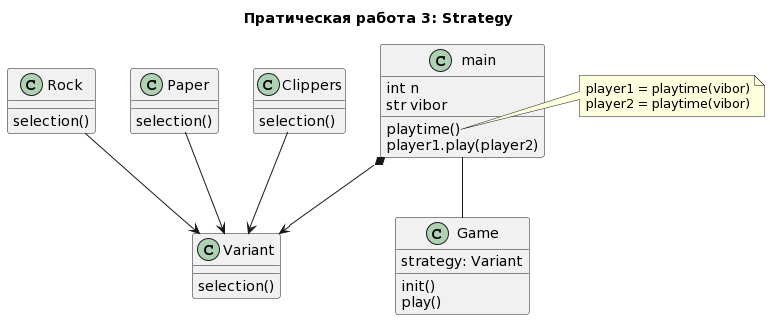 Пратическая работа 3: Strategy
C Rock
selection()
C Paper
selection()
C Clippers
selection()
C main
int n
str vibor
playtime()
player1.play(player2)
player1 = playtime(vibor)
player2 = playtime(vibor)
C Variant
selection()
C Game
strategy: Variant
init()
play()